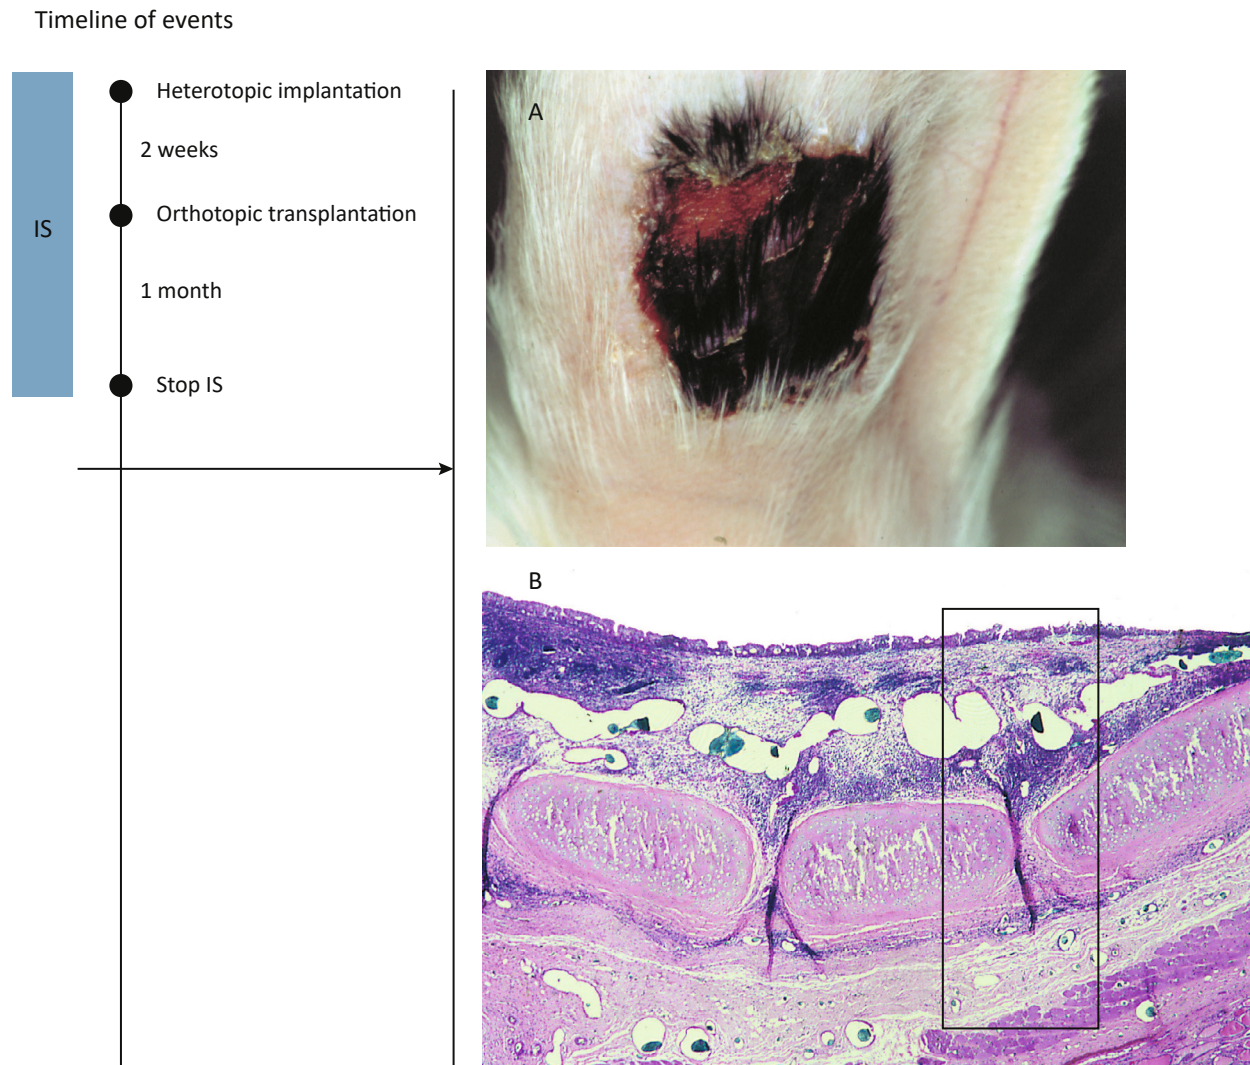 Timeline of events
Heterotopic implantation
2 weeks
Orthotopic transplantation
IS
1 month
Stop IS
A
B